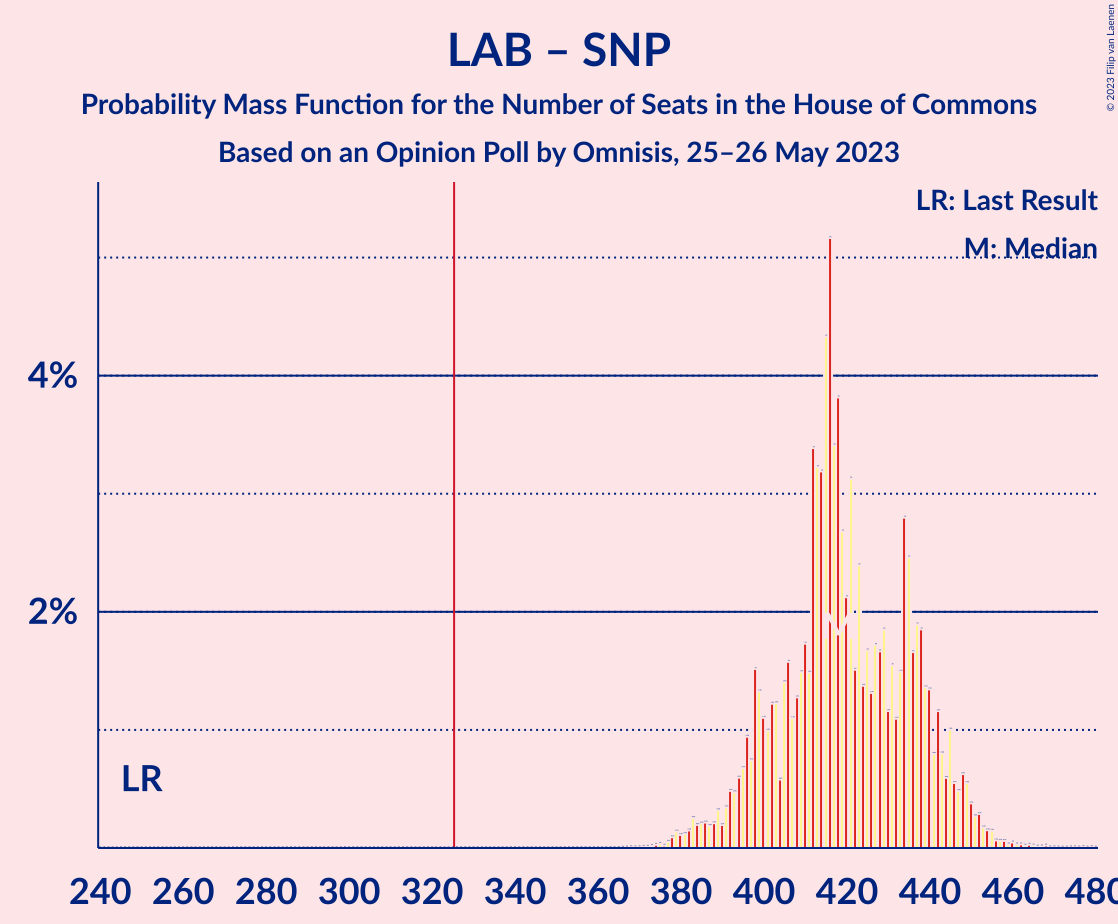 LAB – SNP
Probability Mass Function for the Number of Seats in the House of Commons
Based on an Opinion Poll by Omnisis, 25–26 May 2023
© 2023 Filip van Laenen
LR: Last Result
M: Median
4%
2%
LR
240 260 280 300 320 340 360 380 400 420 440 460 480